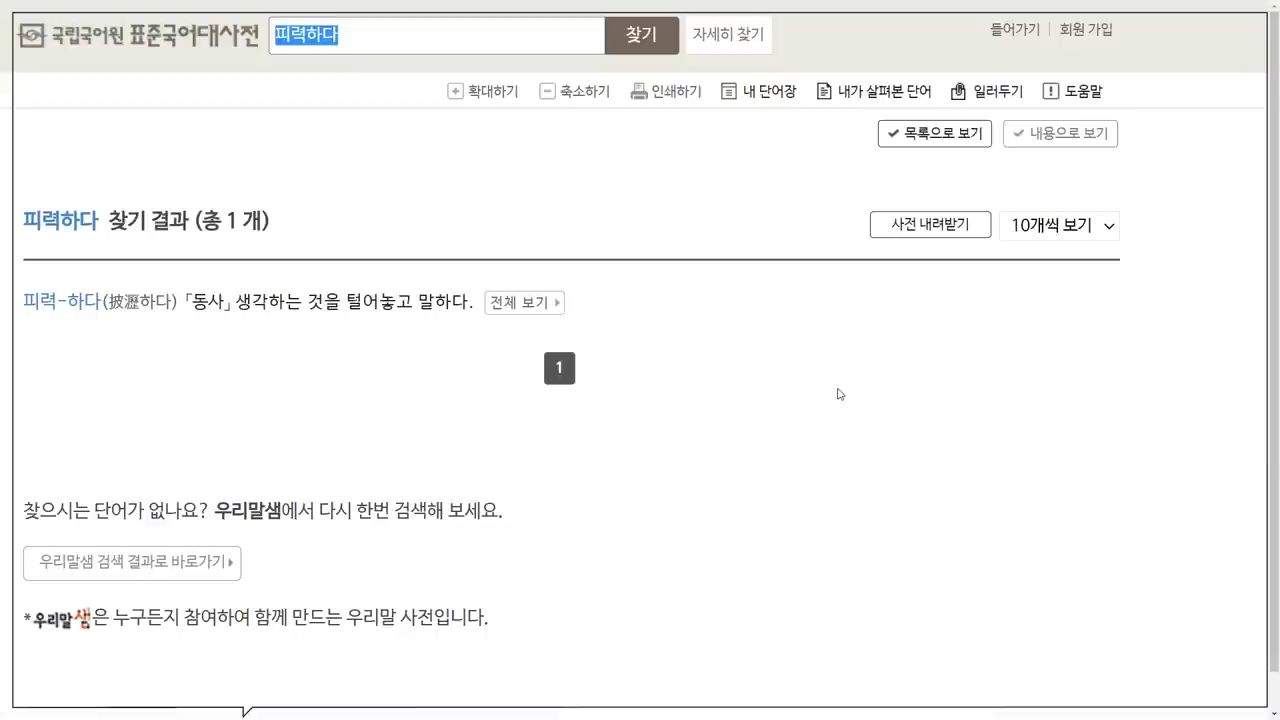 국립국어원 표준국어대사전 피력하다 찾기 자세히 찾기 들어가기 회원 가입
확대하기 축소하기 인쇄하기 내 단어장 내가 살펴본 단어 일러두기 도움말
목록으로 보기 내용으로 보기
피력하다 찾기 결과 (총 1 개) 사전 내려받기 10개씩 보기
피력-하다(披瀝하다) 「동사」 생각하는 것을 털어놓고 말하다. 전체 보기
1
찾으시는 단어가 없나요? 우리말샘에서 다시 한번 검색해 보세요.
우리말샘 검색 결과로 바로가기
*우리말샘은 누구든지 참여하여 함께 만드는 우리말 사전입니다.